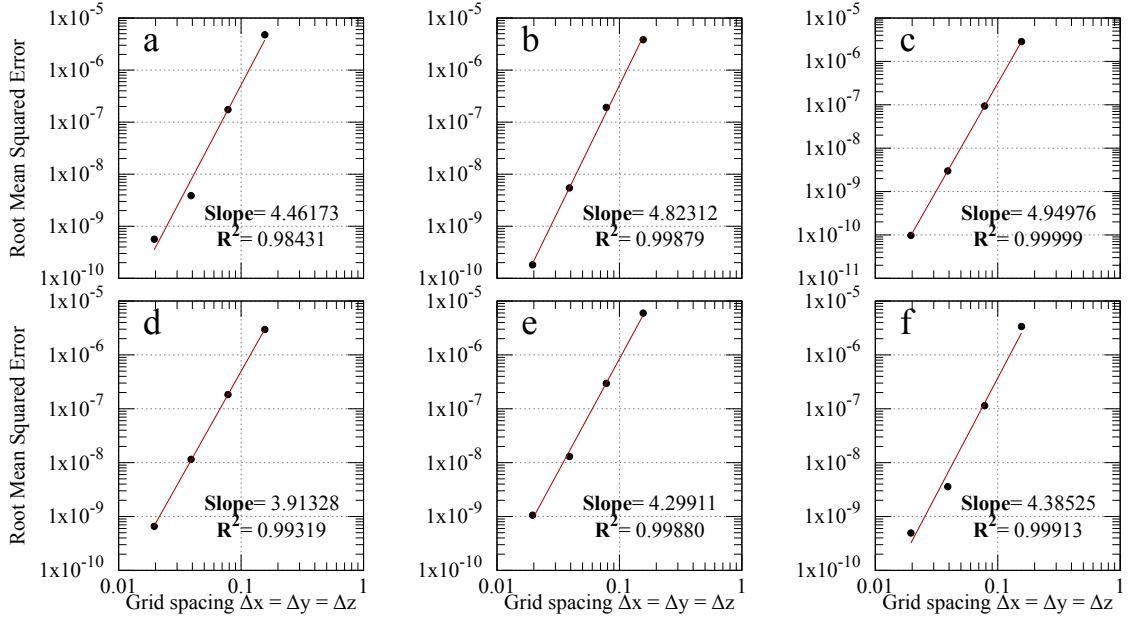 Root Mean Squared Error
1x10-5
1x10-6
1x10-7
1x10-8
1x10-9
1x10-10
a
Slope= 4.46173
R2= 0.98431
1x10-5
1x10-6
1x10-7
1x10-8
1x10-9
1x10-10
b
Slope= 4.82312
R2= 0.99879
1x10-5
1x10-6
1x10-7
1x10-8
1x10-9
1x10-10
1x10-11
c
Slope= 4.94976
R2= 0.99999
Root Mean Squared Error
1x10-5
1x10-6
1x10-7
1x10-8
1x10-9
1x10-10
d
Slope= 3.91328
R2= 0.99319
0.01 0.1 1
Grid spacing Δx = Δy = Δz
1x10-5
1x10-6
1x10-7
1x10-8
1x10-9
1x10-10
e
Slope= 4.29911
R2= 0.99880
0.01 0.1 1
Grid spacing Δx = Δy = Δz
1x10-5
1x10-6
1x10-7
1x10-8
1x10-9
1x10-10
f
Slope= 4.38525
R2= 0.99913
0.01 0.1 1
Grid spacing Δx = Δy = Δz